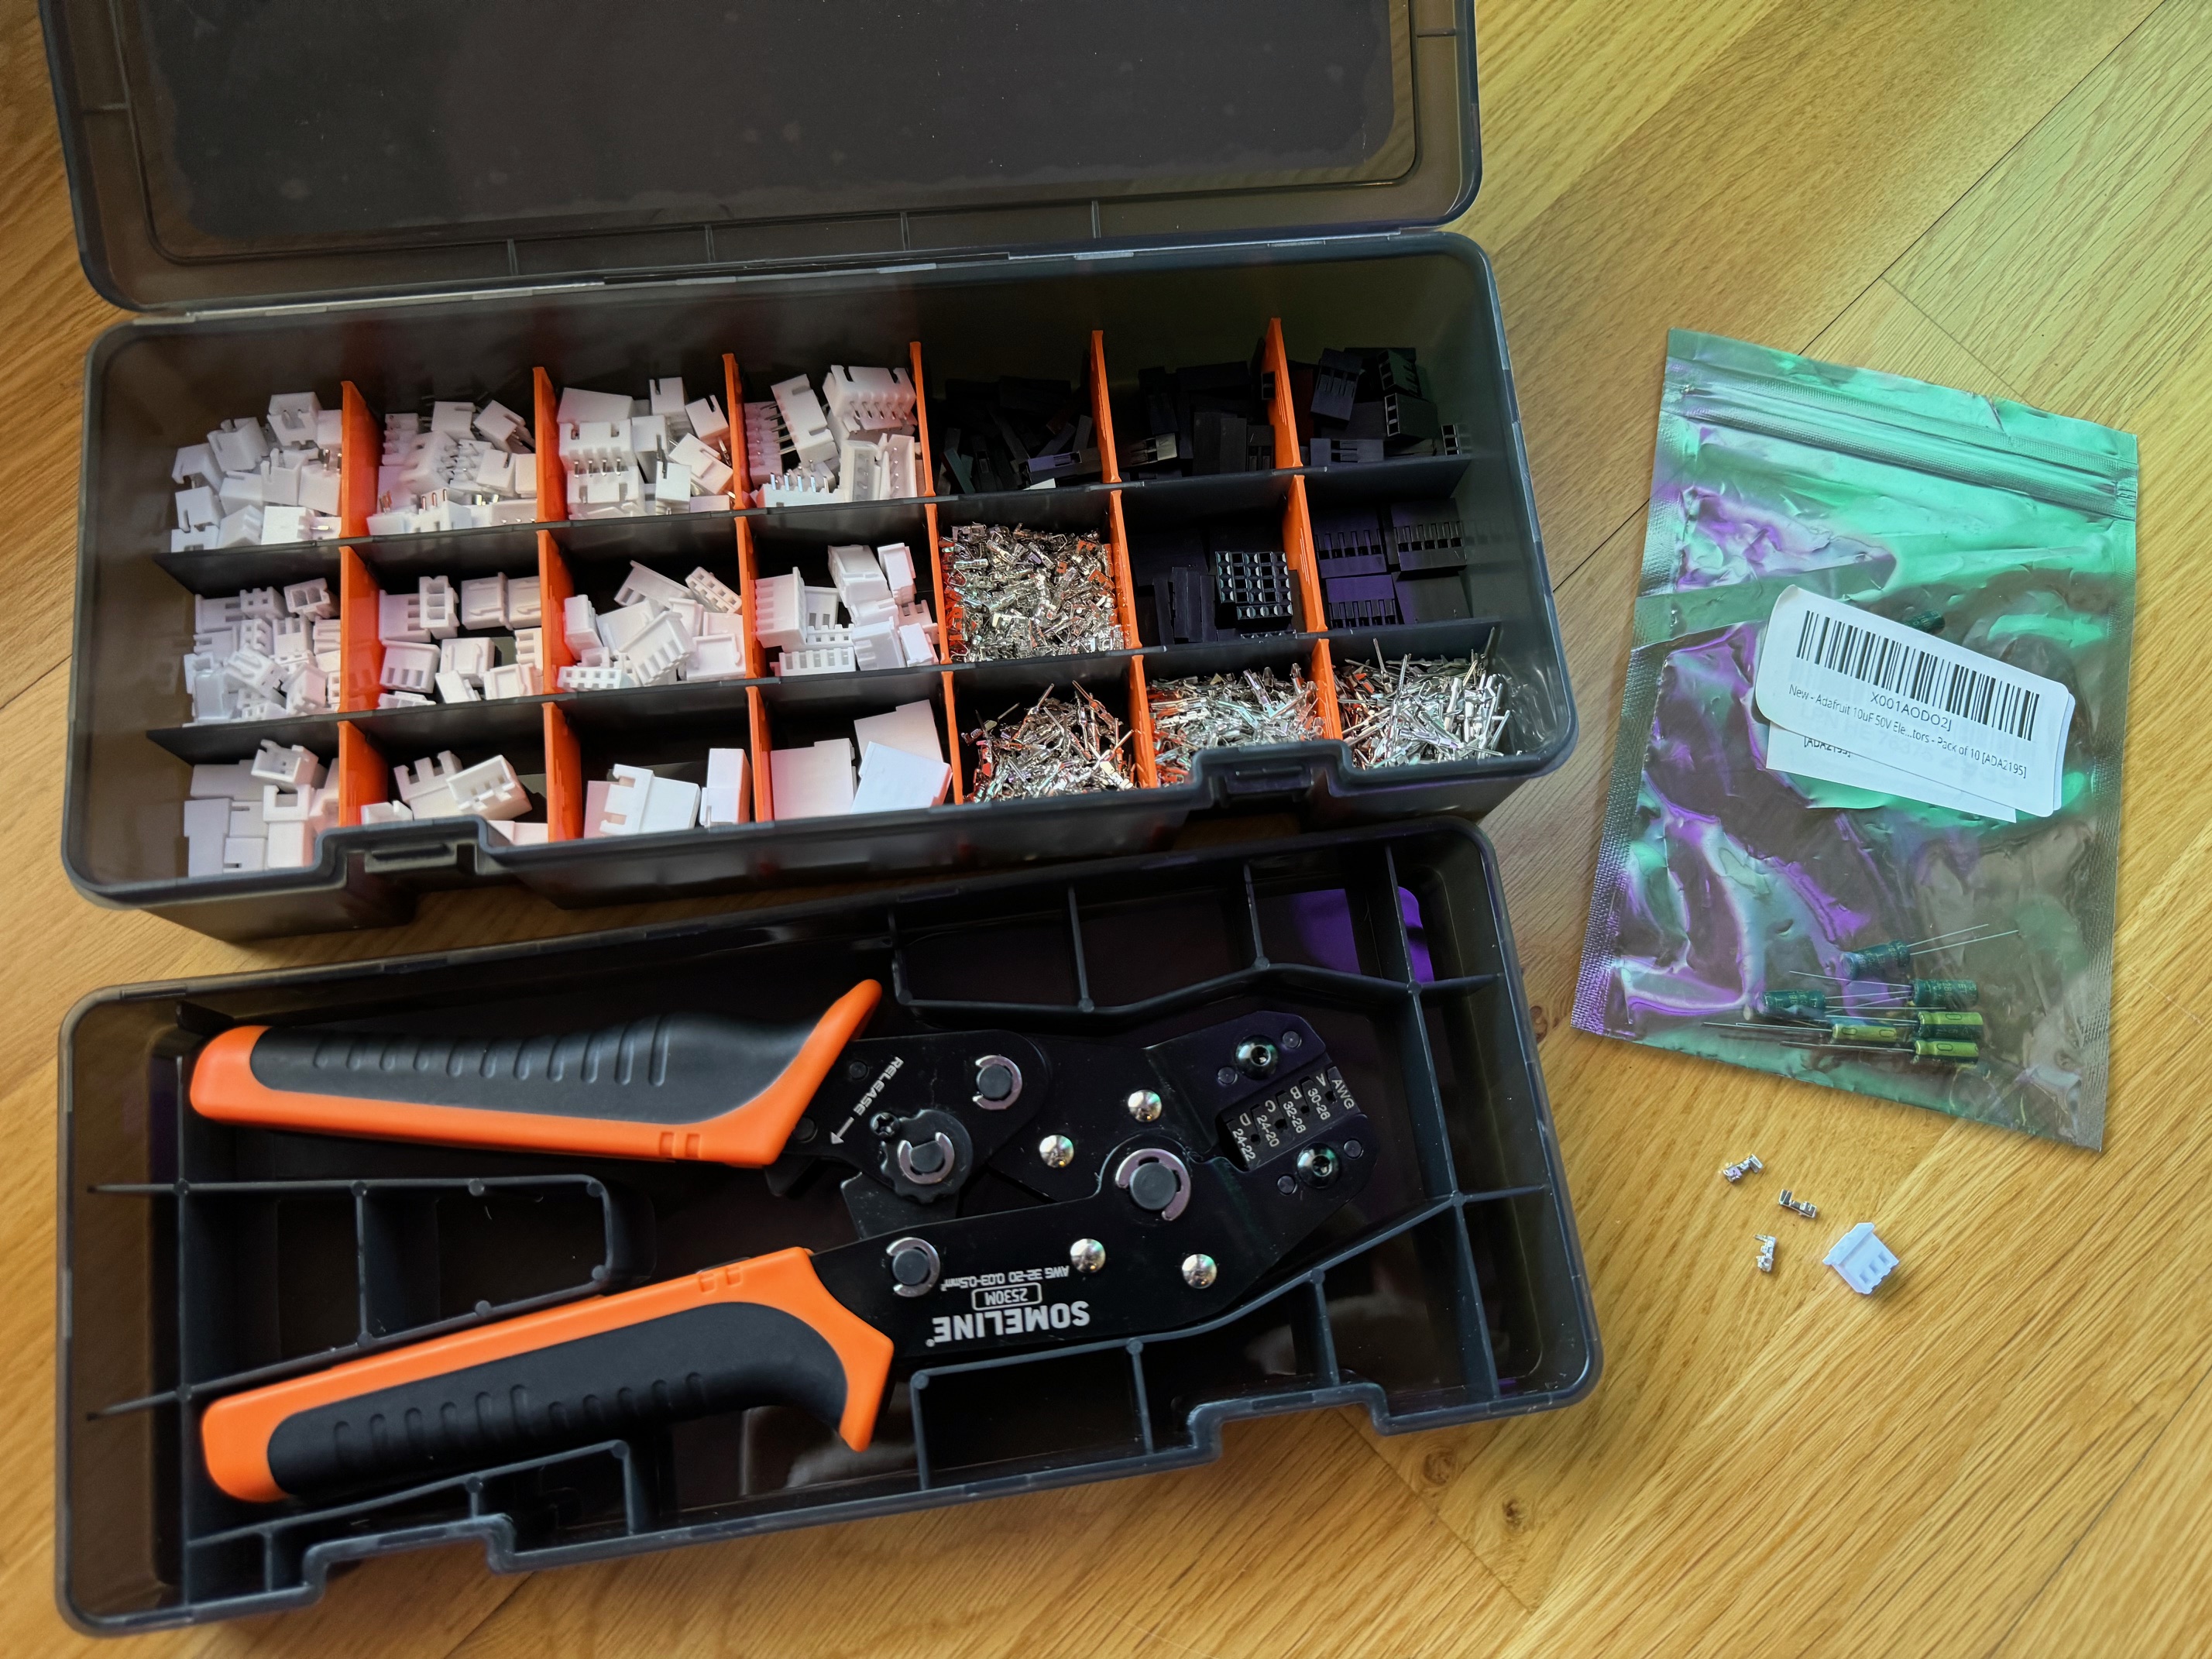 X001AODO2J
New - Adafruit 10uF 50V Ele...tors - Pack of 10 [ADA2195]
[ADA2195]
RELEASE
AWG
A 30-28
B 32-26
C 24-20
D 24-22
SOMELINE®
2530M
AWG 32-20 0.03-0.5mm²